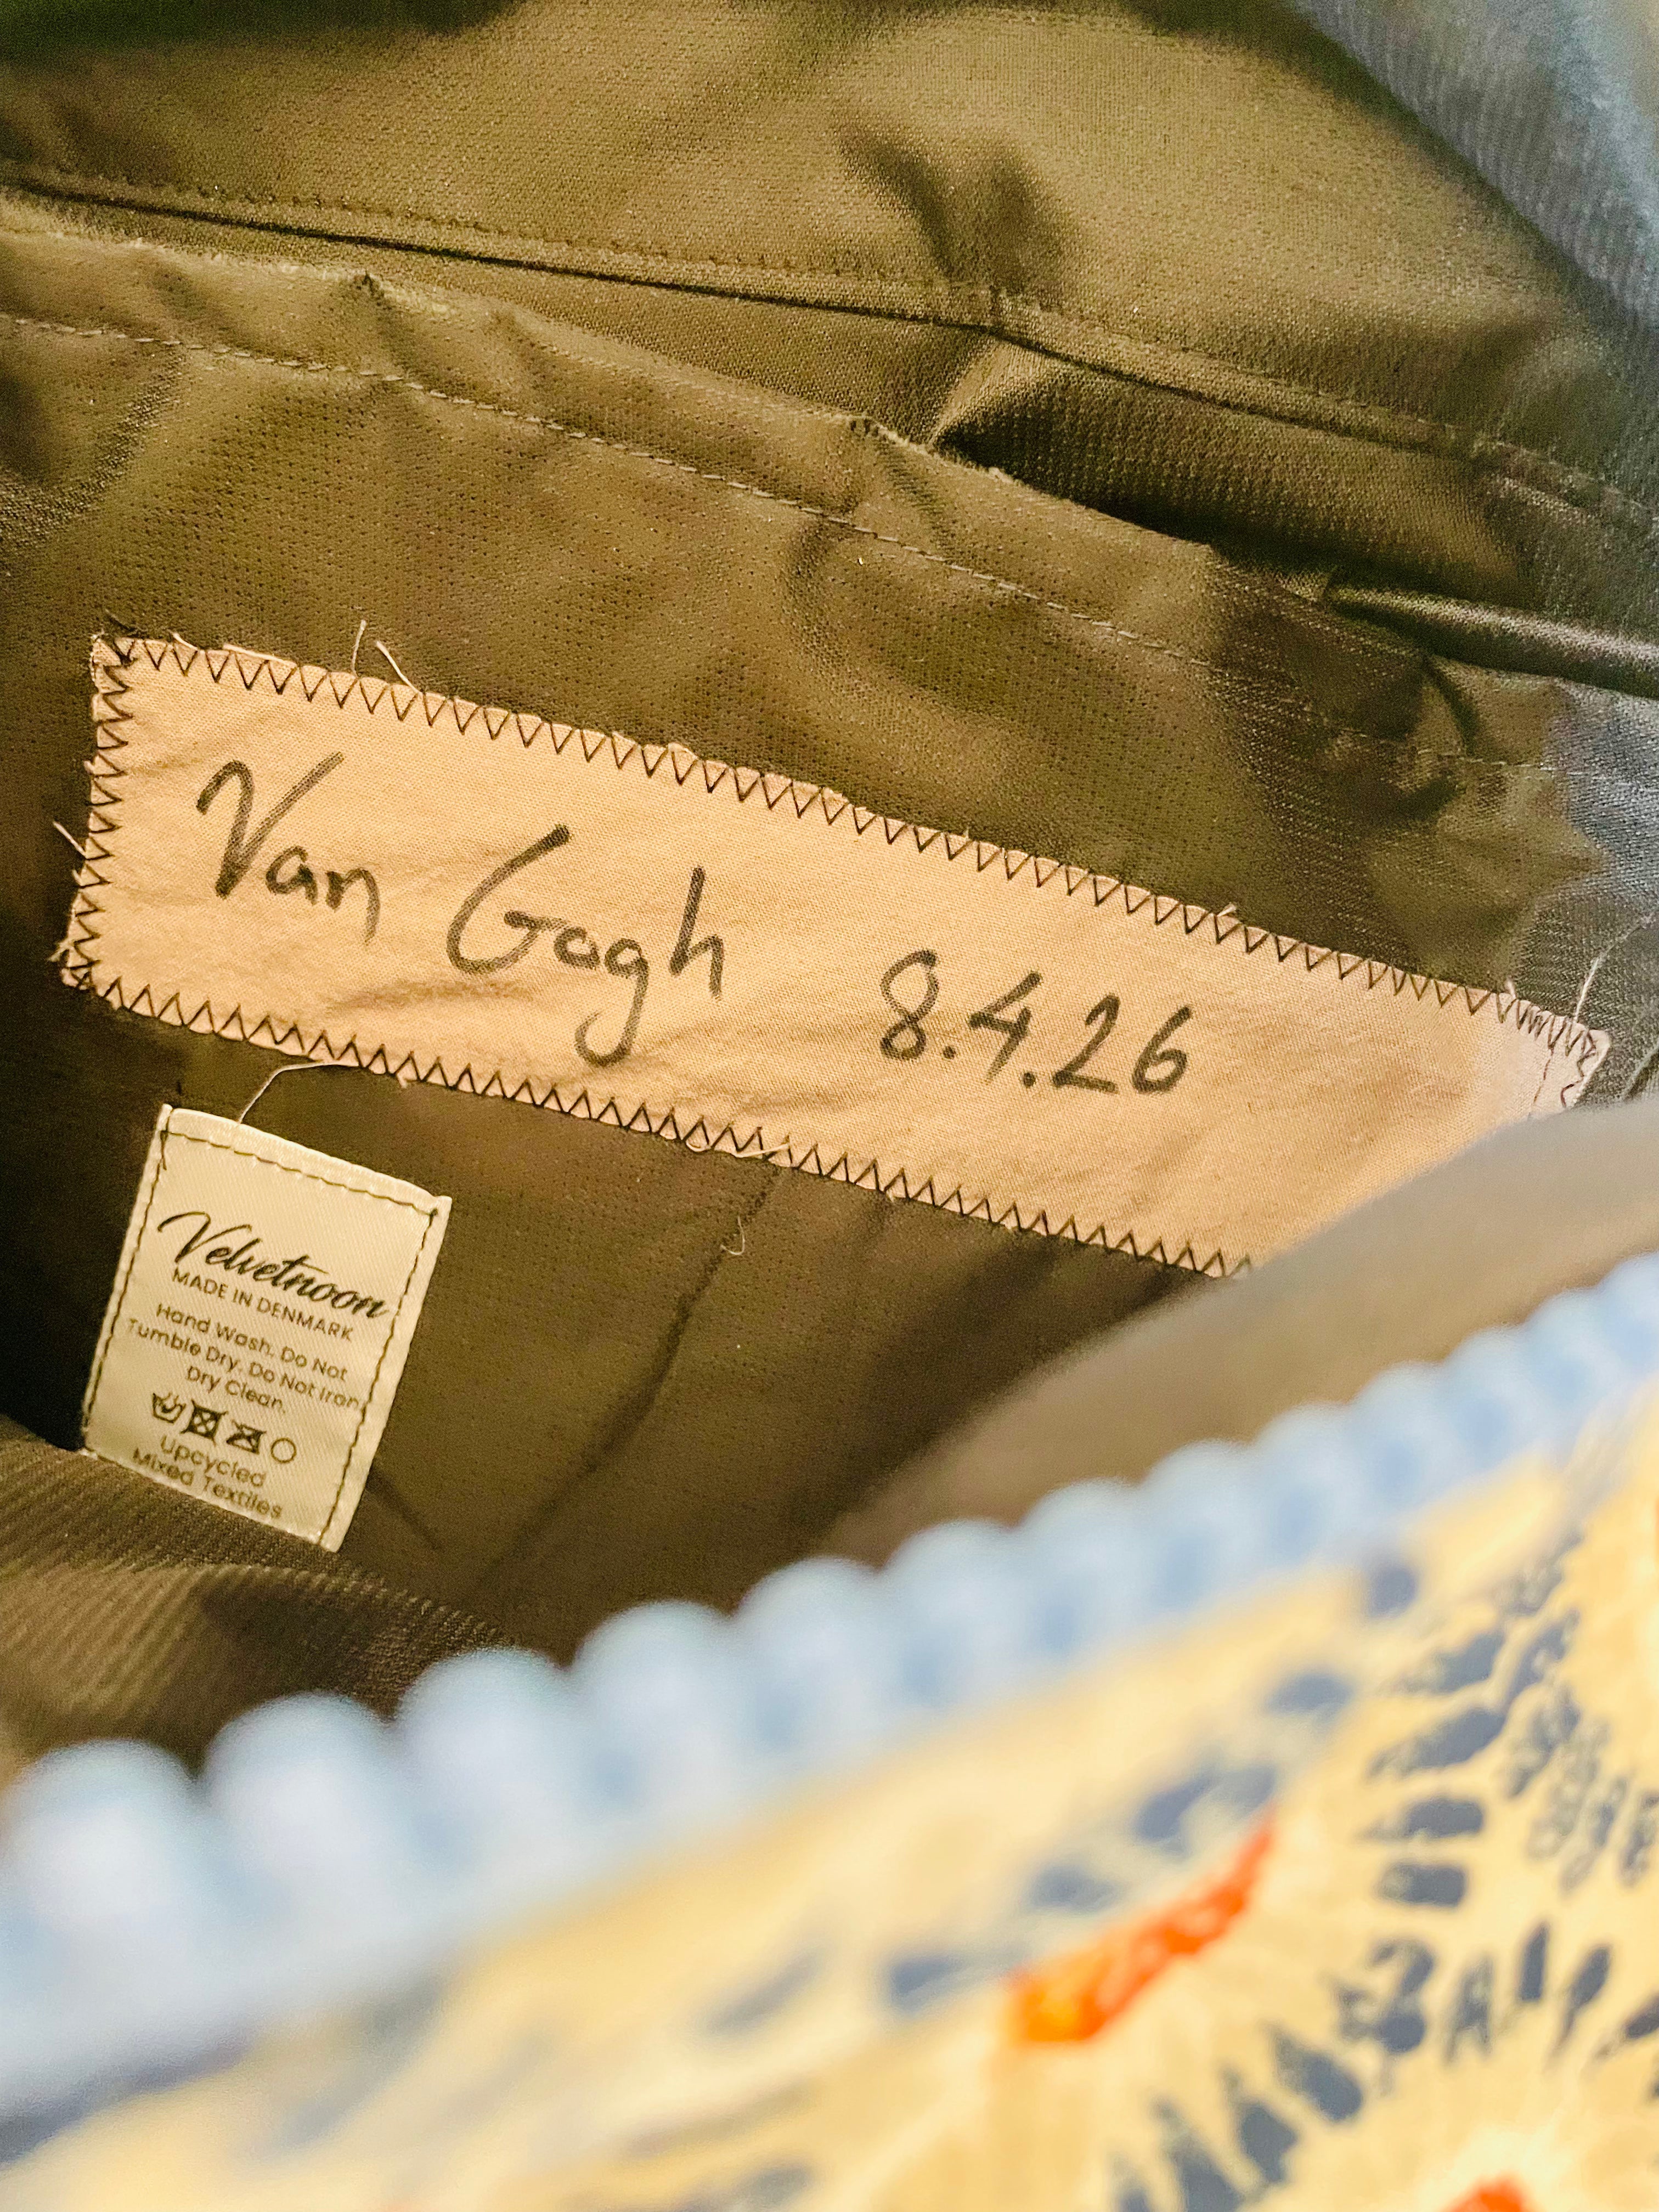 Van Gogh 8.4.26
Velvetnoon
MADE IN DENMARK
Hand Wash. Do Not
Tumble Dry. Do Not Iron.
Dry Clean.
Upcycled
Mixed Textiles